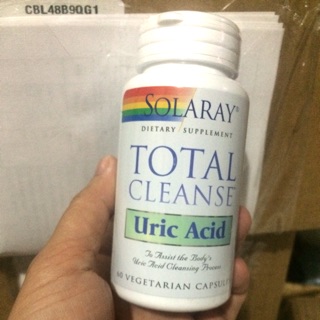 CBL48B9QG1
SOLARAY®
DIETARY SUPPLEMENT
TOTAL
CLEANSE
Uric Acid
To Assist the Body's
Uric Acid Cleansing Process
60 VEGETARIAN CAPSULES